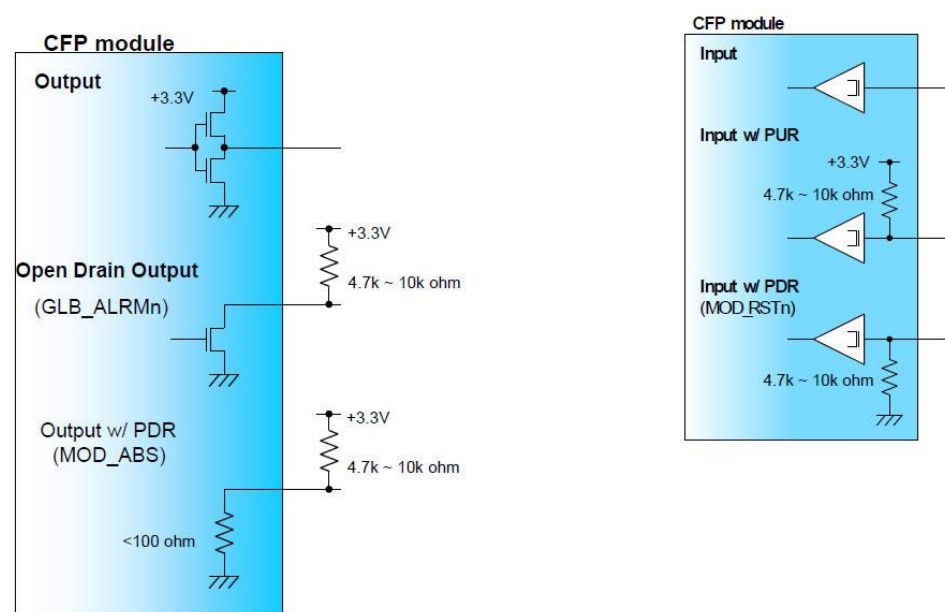 CFP module
Output
+3.3V
+3.3V
4.7k ~ 10k ohm
Open Drain Output
(GLB_ALRMn)
+3.3V
4.7k ~ 10k ohm
Output w/ PDR
(MOD_ABS)
<100 ohm
CFP module
Input
Input w/ PUR
+3.3V
4.7k ~ 10k ohm
Input w/ PDR
(MOD_RSTn)
4.7k ~ 10k ohm